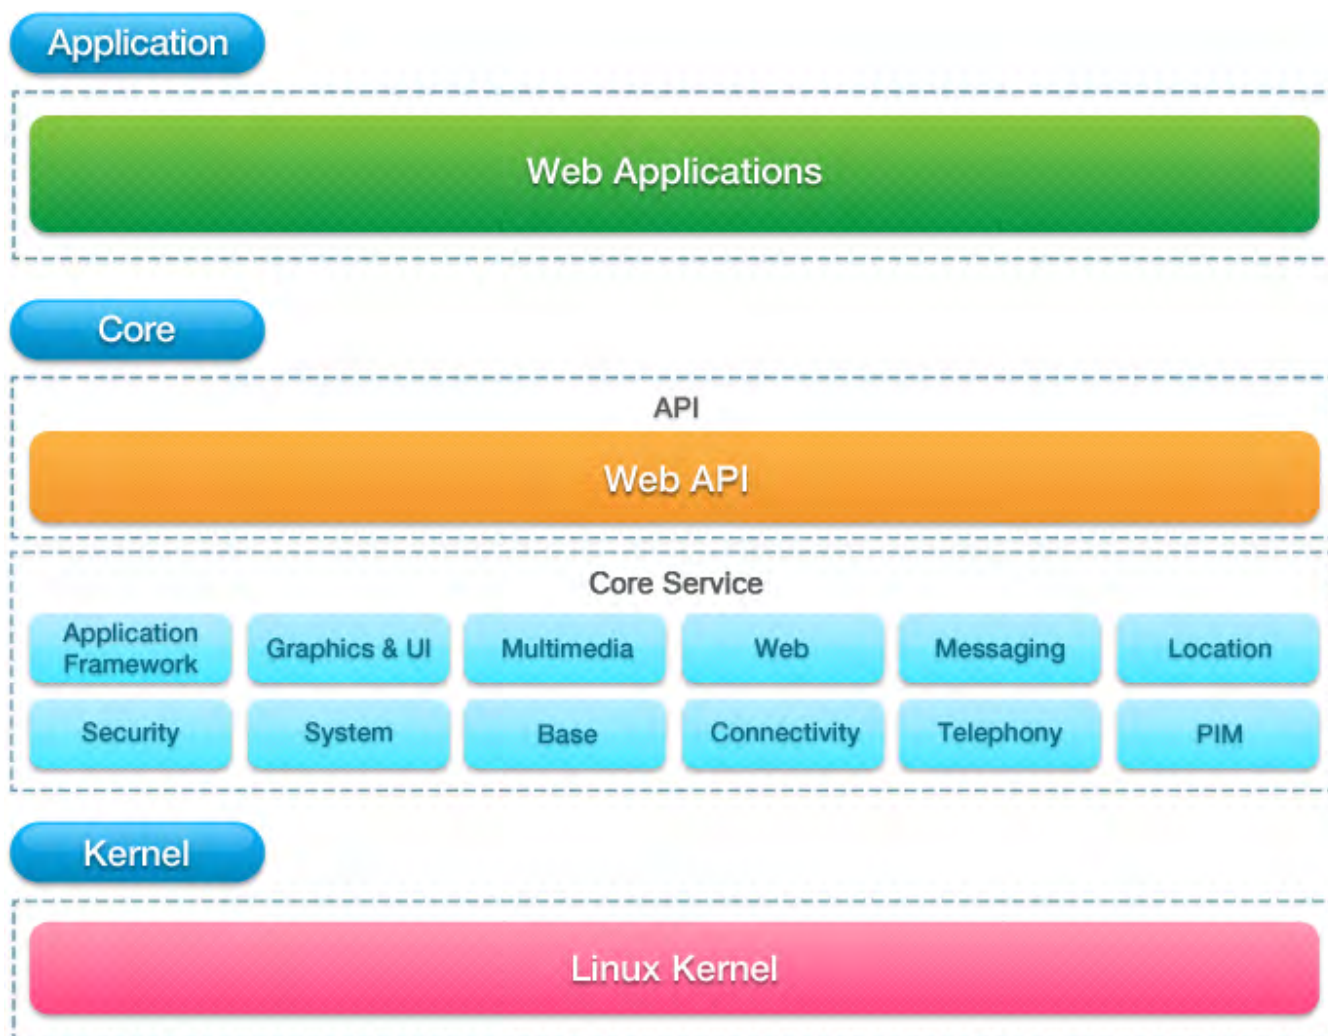 Application
Web Applications
Core
API
Web API
Core Service
Application
Framework
Graphics & UI
Multimedia
Web
Messaging
Location
Security
System
Base
Connectivity
Telephony
PIM
Kernel
Linux Kernel